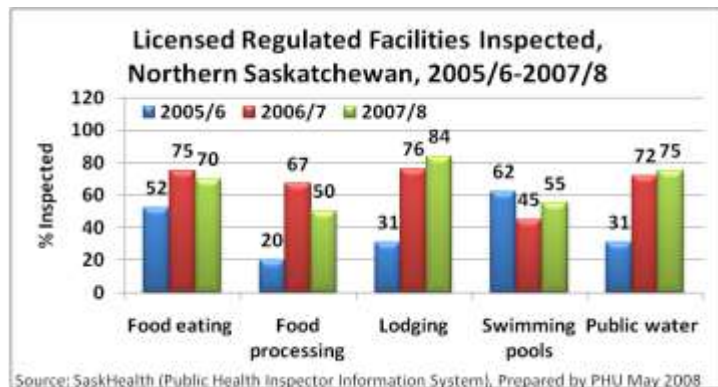 Licensed Regulated Facilities Inspected,
Northern Saskatchewan, 2005/6-2007/8
120
100
80
60
40
20
0
% Inspected
2005/6 2006/7 2007/8
52 75 70
20 67 50
31 76 84
62 45 55
31 72 75
Food eating
Food processing
Lodging
Swimming pools
Public water
Source: SaskHealth (Public Health Inspector Information System), Prepared by PHU May 2008